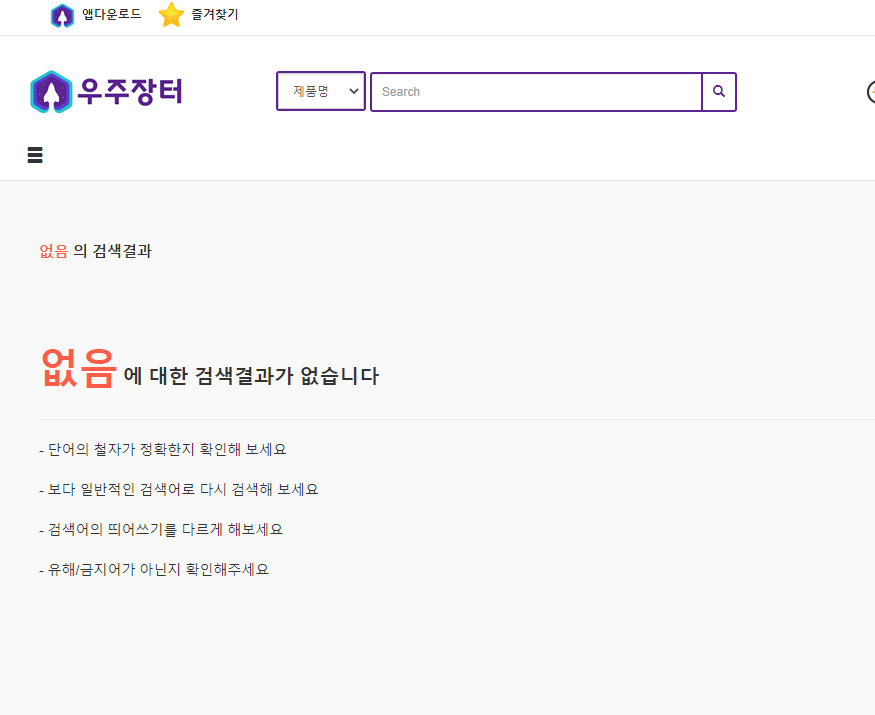 앱다운로드 즐겨찾기
우주장터 제품명 Search
없음 의 검색결과
없음 에 대한 검색결과가 없습니다
- 단어의 철자가 정확한지 확인해 보세요
- 보다 일반적인 검색어로 다시 검색해 보세요
- 검색어의 띄어쓰기를 다르게 해보세요
- 유해/금지어가 아닌지 확인해주세요